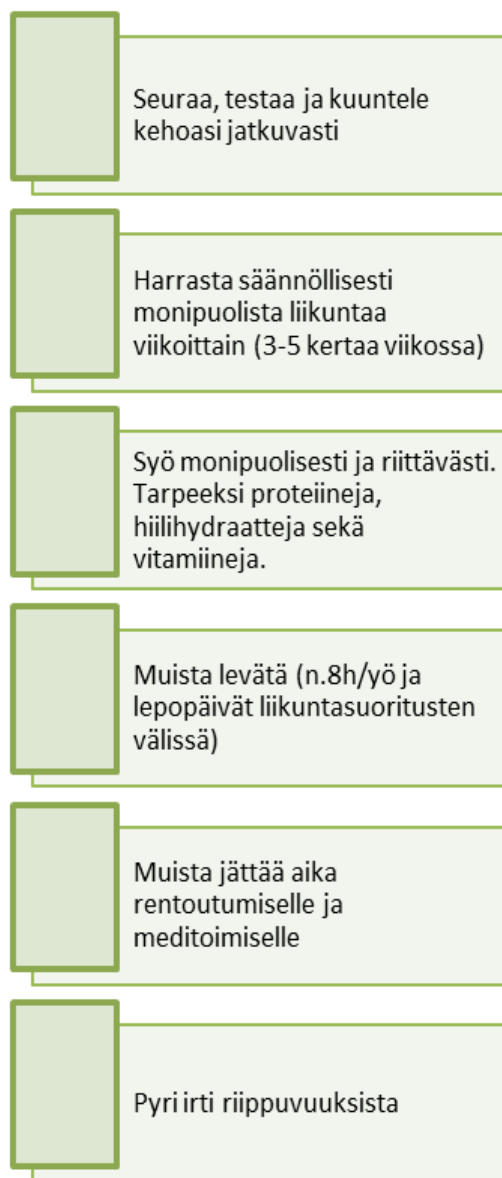 Seuraa, testaa ja kuuntele
kehoasi jatkuvasti
Harrasta säännöllisesti
monipuolista liikuntaa
viikoittain (3-5 kertaa viikossa)
Syö monipuolisesti ja riittävästi.
Tarpeeksi proteiineja,
hiilihydraatteja sekä
vitamiineja.
Muista levätä (n.8h/yö ja
lepopäivät liikuntasuoritusten
välissä)
Muista jättää aika
rentoutumiselle ja
meditoimiselle
Pyri irti riippuvuuksista